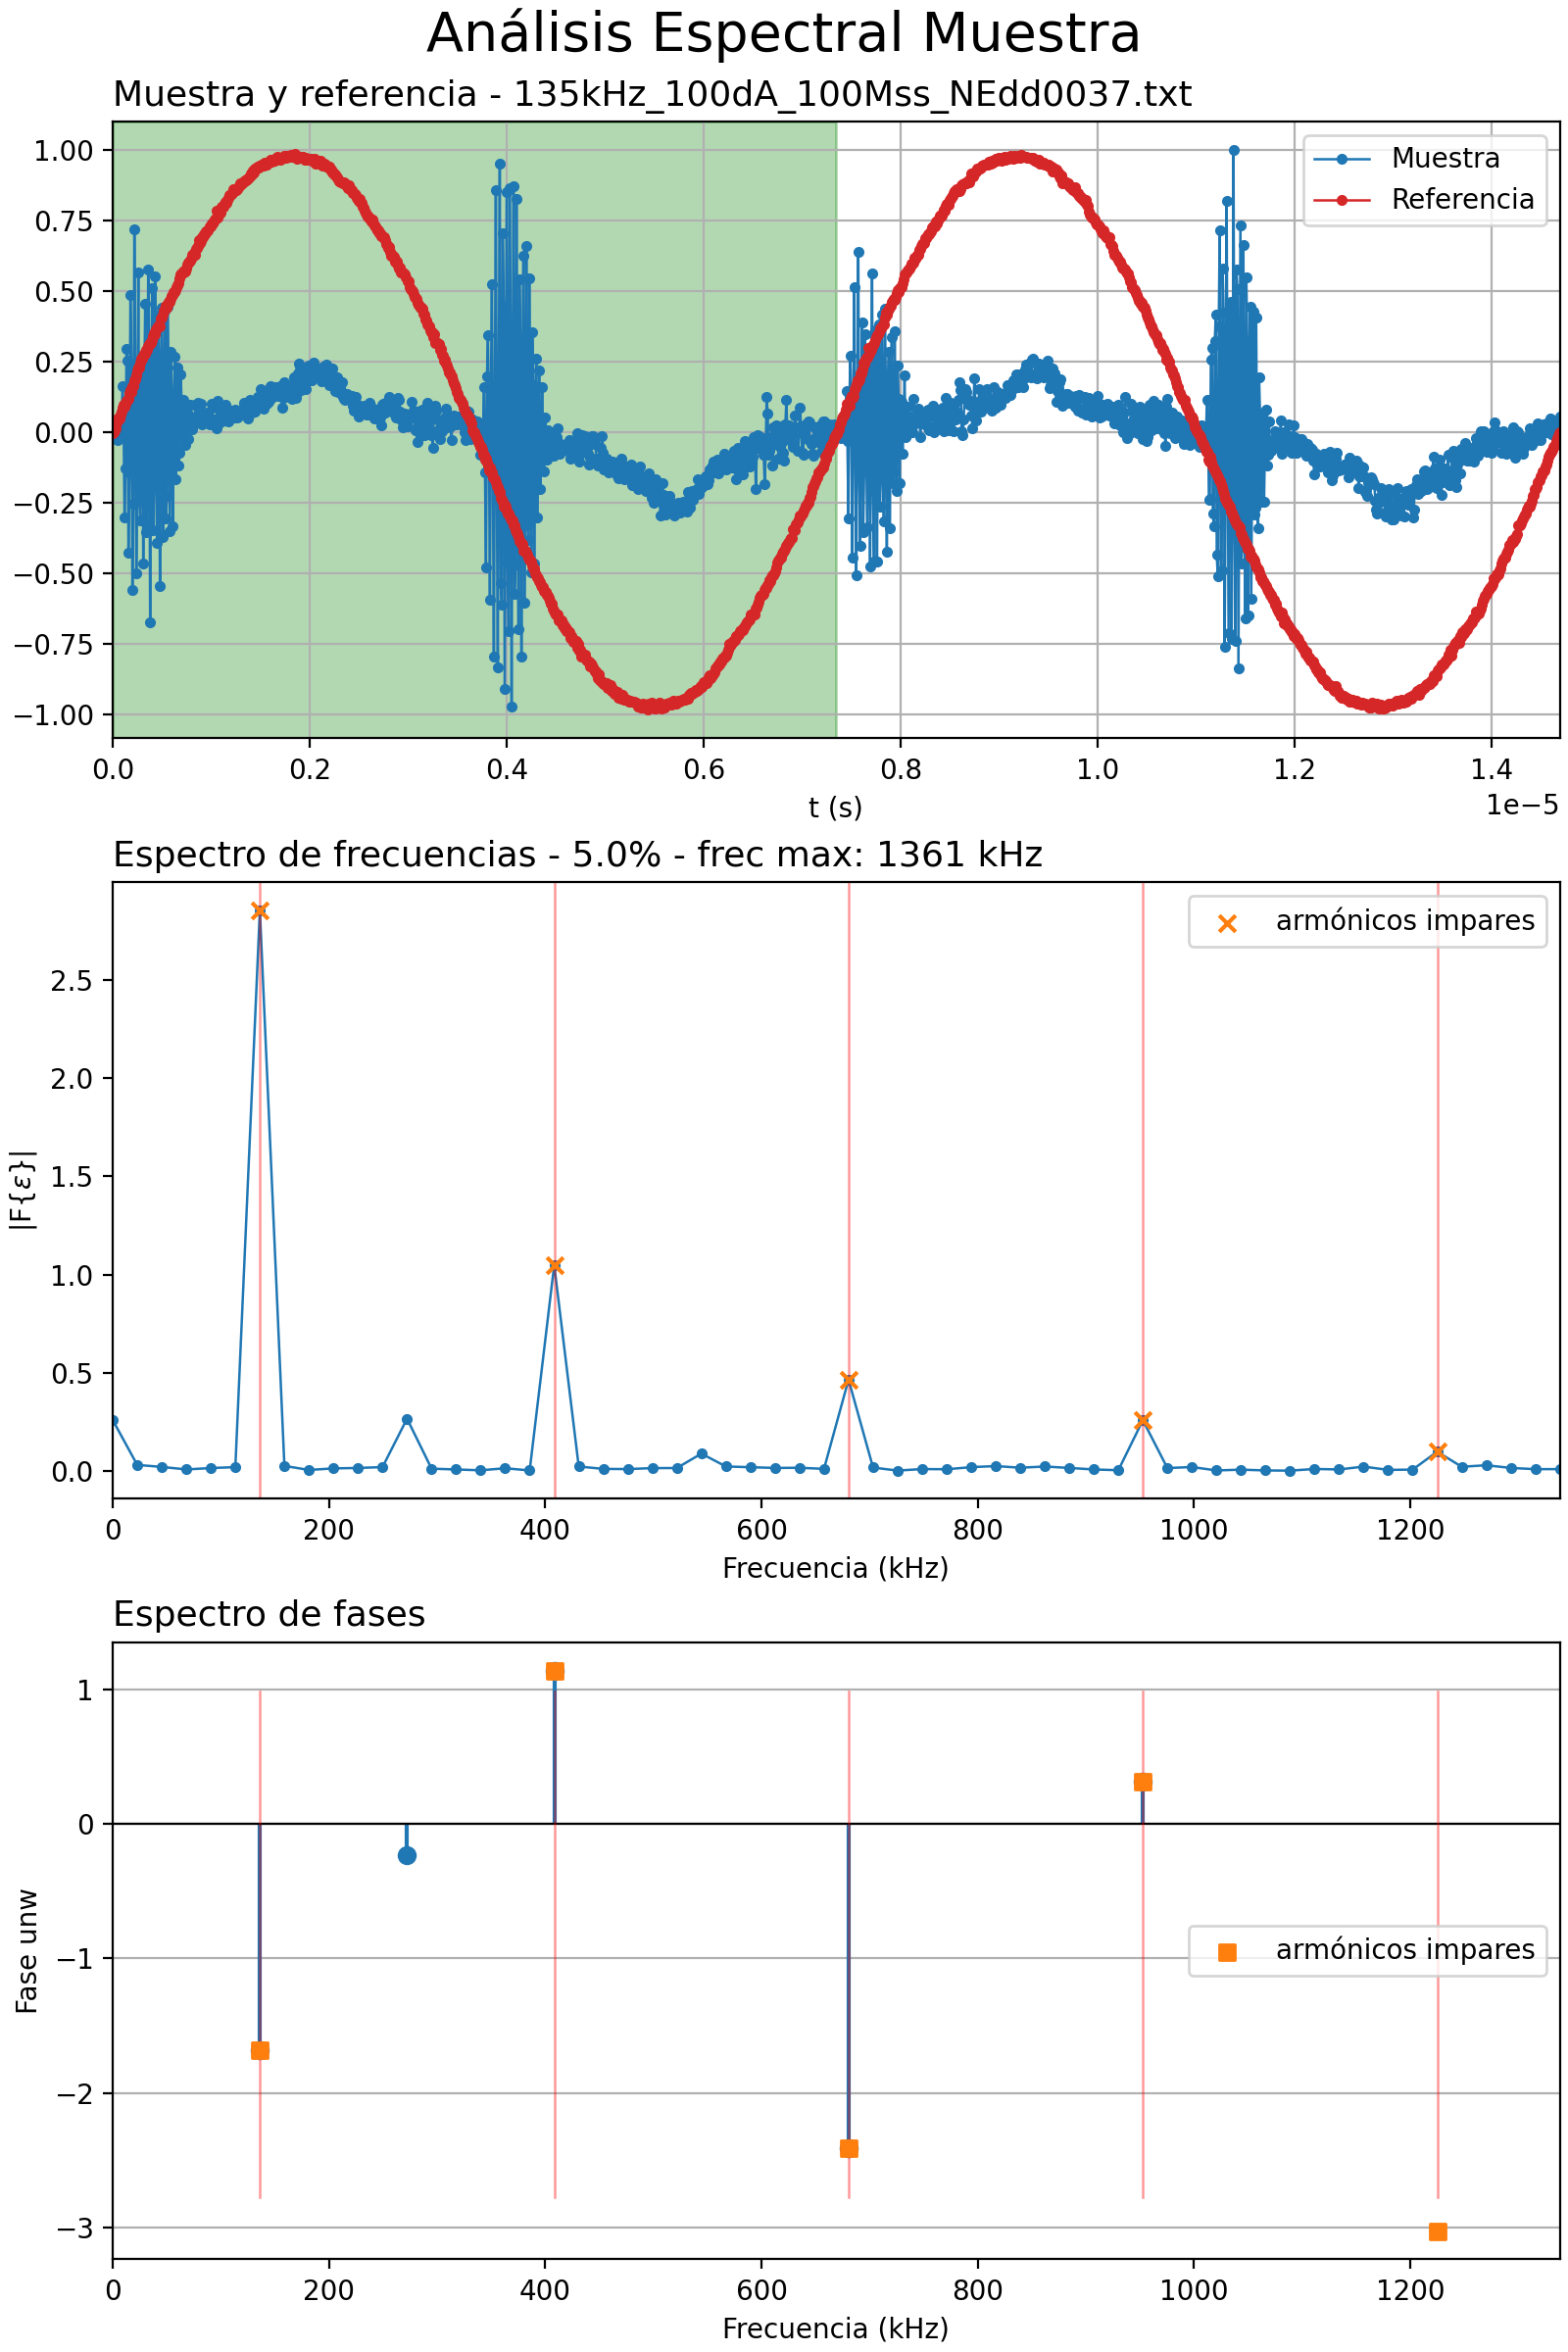 Análisis Espectral Muestra
Muestra y referencia - 135kHz_100dA_100Mss_NEdd0037.txt
1.00
0.75
0.50
0.25
0.00
−0.25
−0.50
−0.75
−1.00
Muestra
Referencia
0.0 0.2 0.4 0.6 0.8 1.0 1.2 1.4
1e−5
t (s)
Espectro de frecuencias - 5.0% - frec max: 1361 kHz
armónicos impares
2.5
2.0
1.5
1.0
0.5
0.0
|F{ε}|
0 200 400 600 800 1000 1200
Frecuencia (kHz)
Espectro de fases
1
0
−1
−2
−3
Fase unw
armónicos impares
0 200 400 600 800 1000 1200
Frecuencia (kHz)